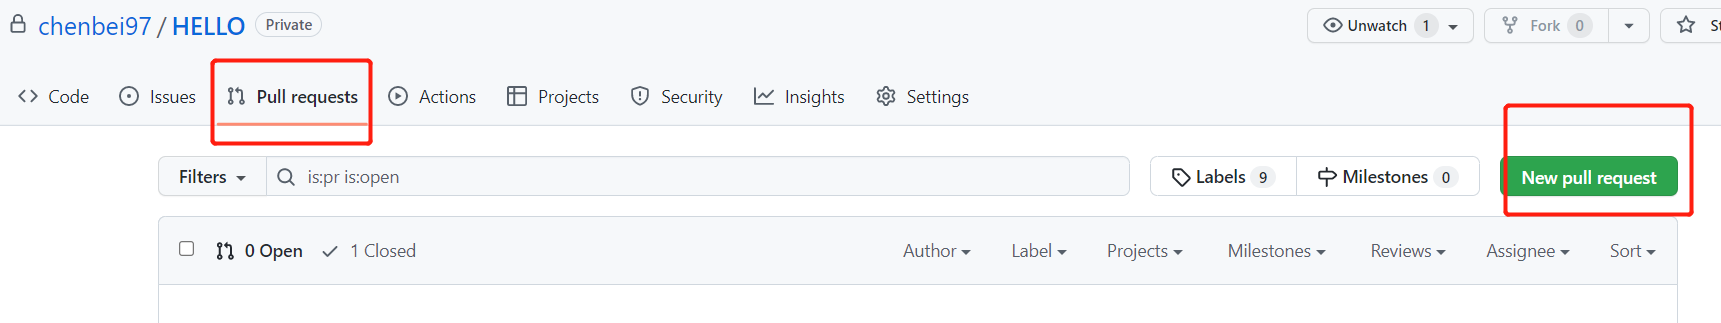 chenbei97 / HELLO Private Unwatch 1 Fork 0 St
Code Issues Pull requests Actions Projects Security Insights Settings
Filters is:pr is:open Labels 9 Milestones 0 New pull request
0 Open 1 Closed Author Label Projects Milestones Reviews Assignee Sort